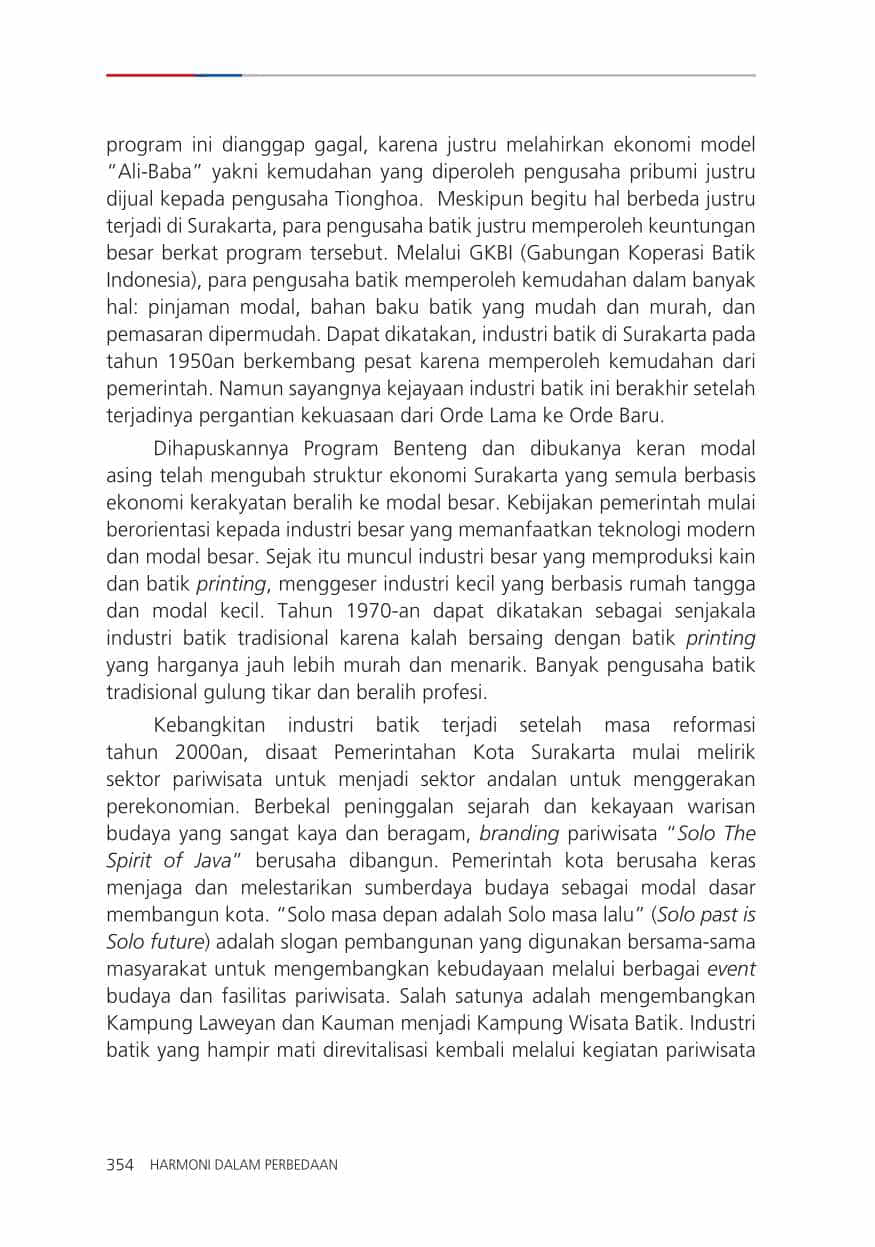 program ini dianggap gagal, karena justru melahirkan ekonomi model
“Ali-Baba” yakni kemudahan yang diperoleh pengusaha pribumi justru
dijual kepada pengusaha Tionghoa.  Meskipun begitu hal berbeda justru
terjadi di Surakarta, para pengusaha batik justru memperoleh keuntungan
besar berkat program tersebut. Melalui GKBI (Gabungan Koperasi Batik
Indonesia), para pengusaha batik memperoleh kemudahan dalam banyak
hal: pinjaman modal, bahan baku batik yang mudah dan murah, dan
pemasaran dipermudah. Dapat dikatakan, industri batik di Surakarta pada
tahun 1950an berkembang pesat karena memperoleh kemudahan dari
pemerintah. Namun sayangnya kejayaan industri batik ini berakhir setelah
terjadinya pergantian kekuasaan dari Orde Lama ke Orde Baru.
Dihapuskannya Program Benteng dan dibukanya keran modal
asing telah mengubah struktur ekonomi Surakarta yang semula berbasis
ekonomi kerakyatan beralih ke modal besar. Kebijakan pemerintah mulai
berorientasi kepada industri besar yang memanfaatkan teknologi modern
dan modal besar. Sejak itu muncul industri besar yang memproduksi kain
dan batik printing, menggeser industri kecil yang berbasis rumah tangga
dan modal kecil. Tahun 1970-an dapat dikatakan sebagai senjakala
industri batik tradisional karena kalah bersaing dengan batik printing
yang harganya jauh lebih murah dan menarik. Banyak pengusaha batik
tradisional gulung tikar dan beralih profesi.
Kebangkitan industri batik terjadi setelah masa reformasi
tahun 2000an, disaat Pemerintahan Kota Surakarta mulai melirik
sektor pariwisata untuk menjadi sektor andalan untuk menggerakan
perekonomian. Berbekal peninggalan sejarah dan kekayaan warisan
budaya yang sangat kaya dan beragam, branding pariwisata “Solo The
Spirit of Java” berusaha dibangun. Pemerintah kota berusaha keras
menjaga dan melestarikan sumberdaya budaya sebagai modal dasar
membangun kota. “Solo masa depan adalah Solo masa lalu” (Solo past is
Solo future) adalah slogan pembangunan yang digunakan bersama-sama
masyarakat untuk mengembangkan kebudayaan melalui berbagai event
budaya dan fasilitas pariwisata. Salah satunya adalah mengembangkan
Kampung Laweyan dan Kauman menjadi Kampung Wisata Batik. Industri
batik yang hampir mati direvitalisasi kembali melalui kegiatan pariwisata
354 HARMONI DALAM PERBEDAAN